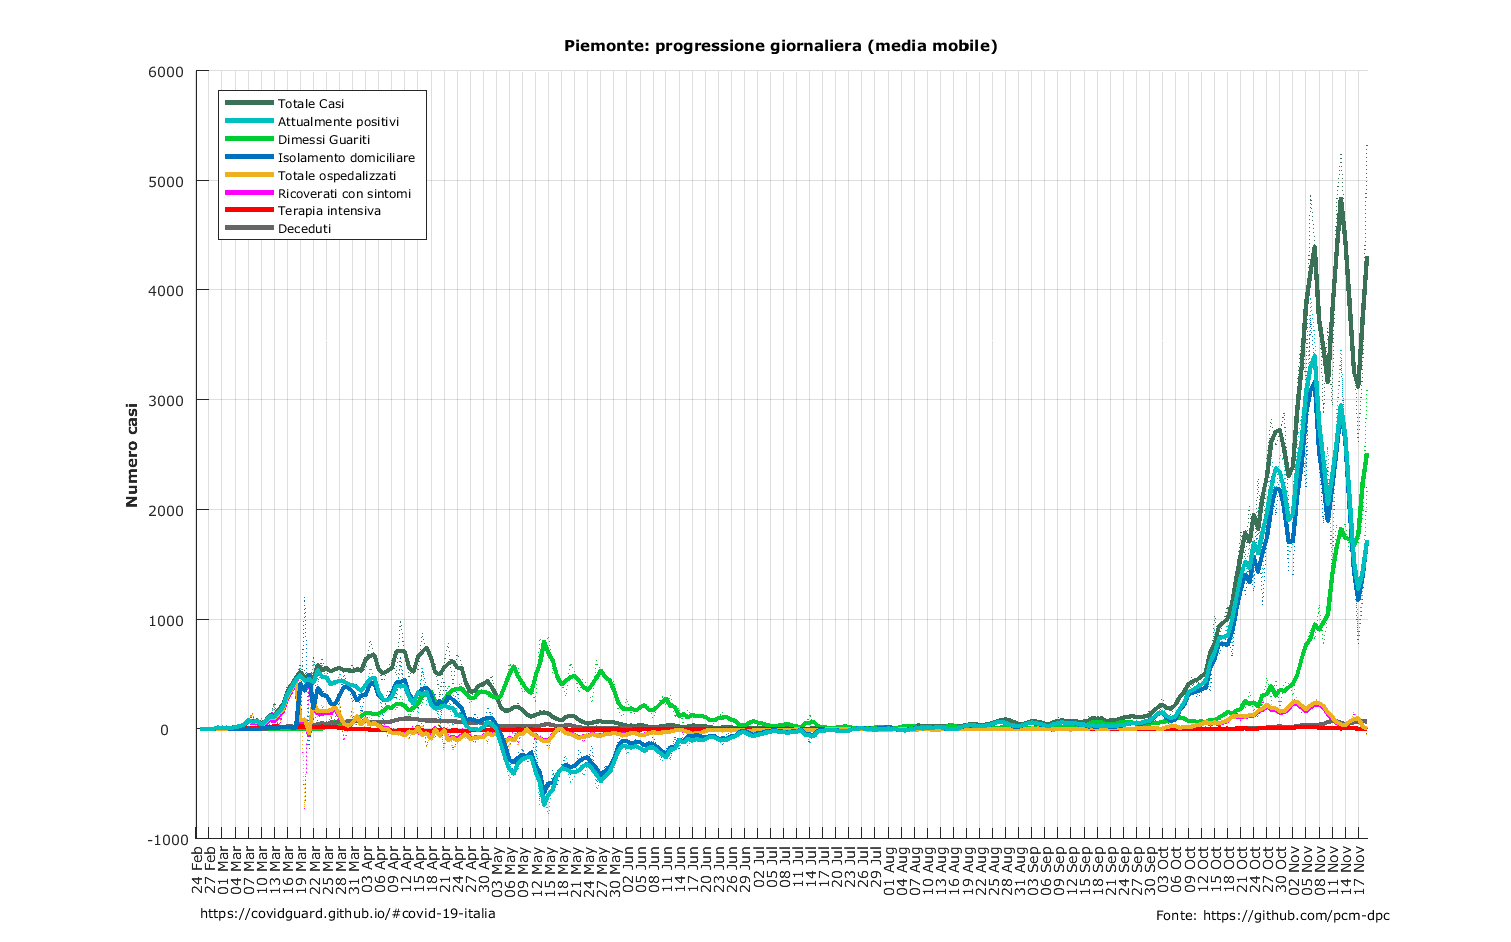 Piemonte: progressione giornaliera (media mobile)
6000
5000
4000
3000
2000
1000
0
-1000
Numero casi
Totale Casi
Attualmente positivi
Dimessi Guariti
Isolamento domiciliare
Totale ospedalizzati
Ricoverati con sintomi
Terapia intensiva
Deceduti
24 Feb
27 Feb
01 Mar
04 Mar
07 Mar
10 Mar
13 Mar
16 Mar
19 Mar
22 Mar
25 Mar
28 Mar
31 Mar
03 Apr
06 Apr
09 Apr
12 Apr
15 Apr
18 Apr
21 Apr
24 Apr
27 Apr
30 Apr
03 May
06 May
09 May
12 May
15 May
18 May
21 May
24 May
27 May
30 May
02 Jun
05 Jun
08 Jun
11 Jun
14 Jun
17 Jun
20 Jun
23 Jun
26 Jun
29 Jun
02 Jul
05 Jul
08 Jul
11 Jul
14 Jul
17 Jul
20 Jul
23 Jul
26 Jul
29 Jul
01 Aug
04 Aug
07 Aug
10 Aug
13 Aug
16 Aug
19 Aug
22 Aug
25 Aug
28 Aug
31 Aug
03 Sep
06 Sep
09 Sep
12 Sep
15 Sep
18 Sep
21 Sep
24 Sep
27 Sep
30 Sep
03 Oct
06 Oct
09 Oct
12 Oct
15 Oct
18 Oct
21 Oct
24 Oct
27 Oct
30 Oct
02 Nov
05 Nov
08 Nov
11 Nov
14 Nov
17 Nov
https://covidguard.github.io/#covid-19-italia
Fonte: https://github.com/pcm-dpc